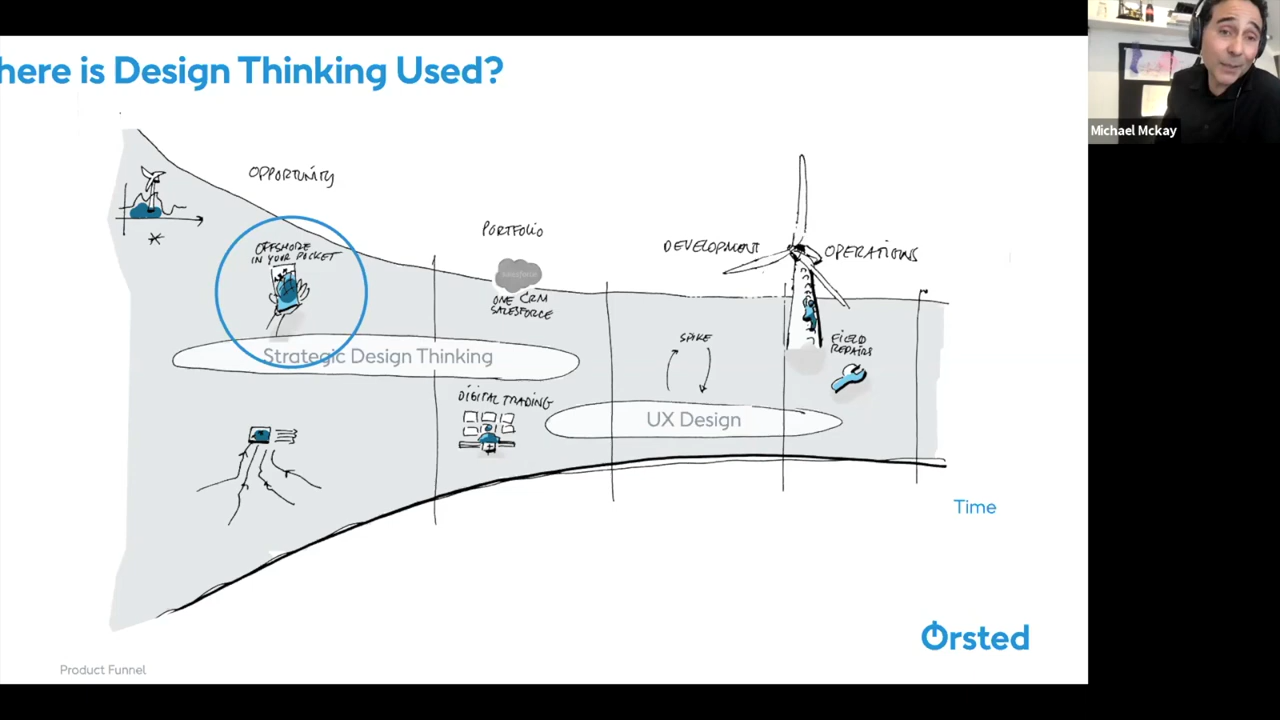 here is Design Thinking Used?
Michael Mckay
OPPORTUNITY
OFFSHORE
IN YOUR POCKET
PORTFOLIO
salesforce
ONE CRM
SALESFORCE
DEVELOPMENT
OPERATIONS
SPIKE
FIELD
REPAIRS
Strategic Design Thinking
DIGITAL TRADING
UX Design
Time
Ørsted
Product Funnel